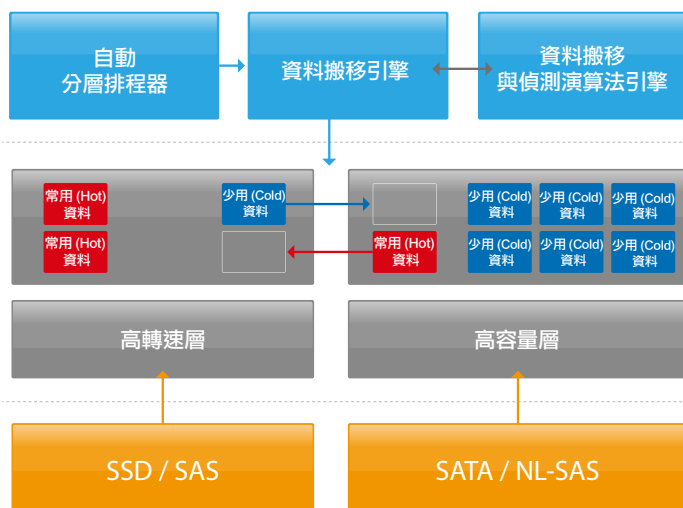 自動
分層排程器
資料搬移引擎
資料搬移
與偵測演算法引擎
常用 (Hot)
資料
少用 (Cold)
資料
少用 (Cold)
資料
少用 (Cold)
資料
少用 (Cold)
資料
常用 (Hot)
資料
常用 (Hot)
資料
少用 (Cold)
資料
少用 (Cold)
資料
少用 (Cold)
資料
高轉速層
高容量層
SSD / SAS
SATA / NL-SAS